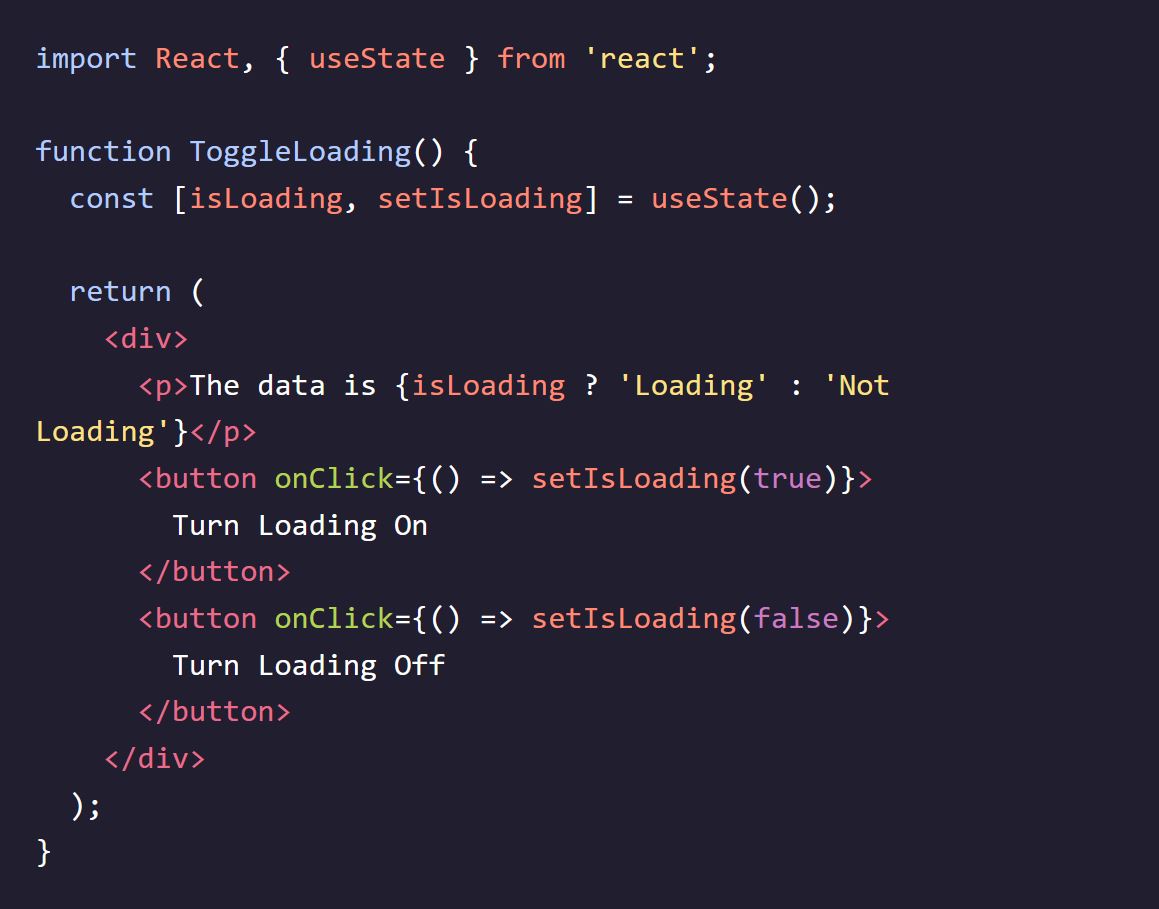 import React, { useState } from 'react';

function ToggleLoading() {
  const [isLoading, setIsLoading] = useState();

  return (
    <div>
      <p>The data is {isLoading ? 'Loading' : 'Not
Loading'}</p>
      <button onClick={() => setIsLoading(true)}>
        Turn Loading On
      </button>
      <button onClick={() => setIsLoading(false)}>
        Turn Loading Off
      </button>
    </div>
  );
}